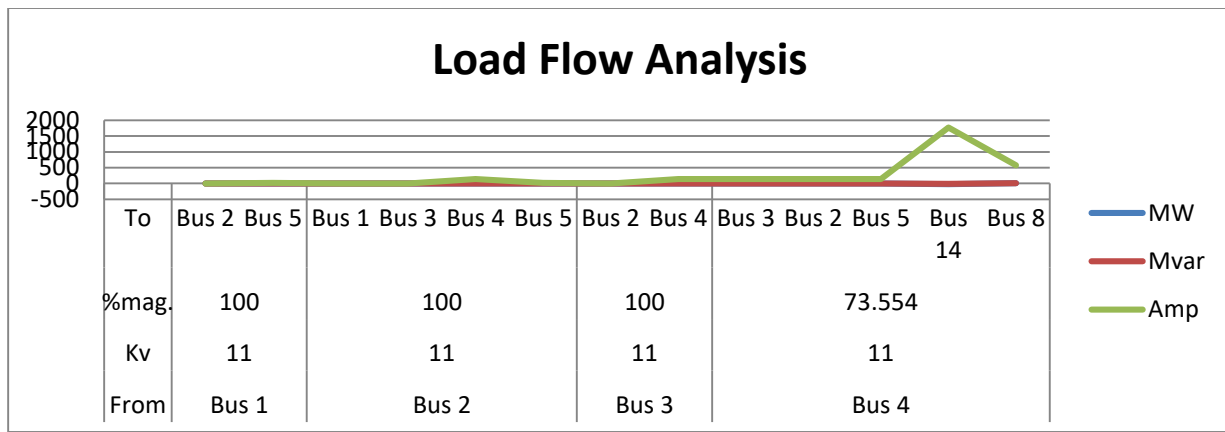 Load Flow Analysis
2000
1500
1000
500
0
-500
To Bus 2 Bus 5 Bus 1 Bus 3 Bus 4 Bus 5 Bus 2 Bus 4 Bus 3 Bus 2 Bus 5 Bus 14 Bus 8
%mag. 100 100 100 73.554
Kv 11 11 11 11
From Bus 1 Bus 2 Bus 3 Bus 4
MW
Mvar
Amp